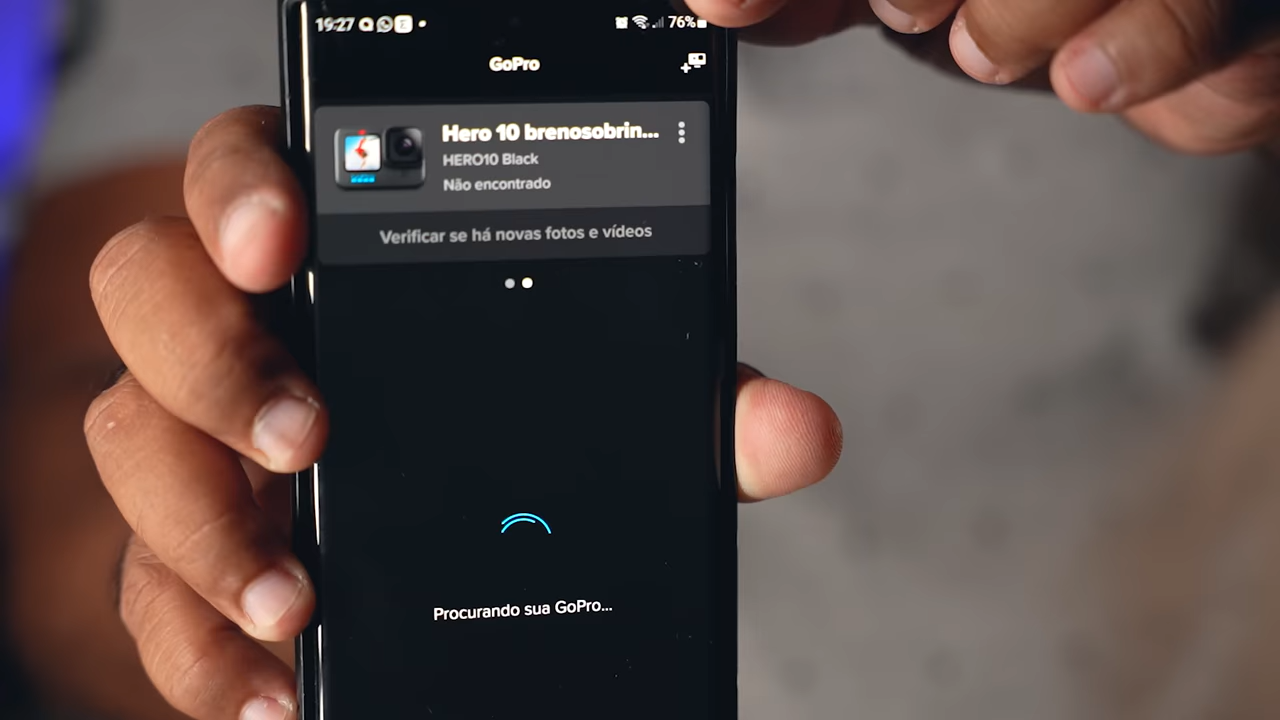 19:27 76%
GoPro
Hero 10 brenosobrin...
HERO10 Black
Não encontrado
Verificar se há novas fotos e vídeos
Procurando sua GoPro...